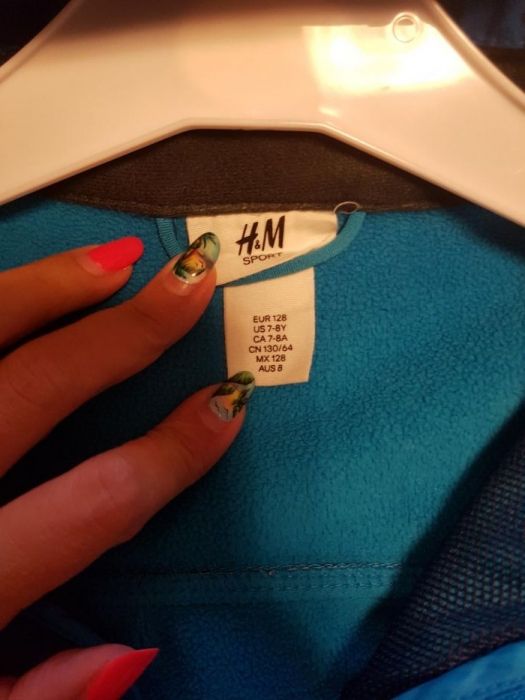 H&M
SPORT
EUR 128
US 7-8Y
CA 7-8A
CN 130/64
MX 128
AUS 8